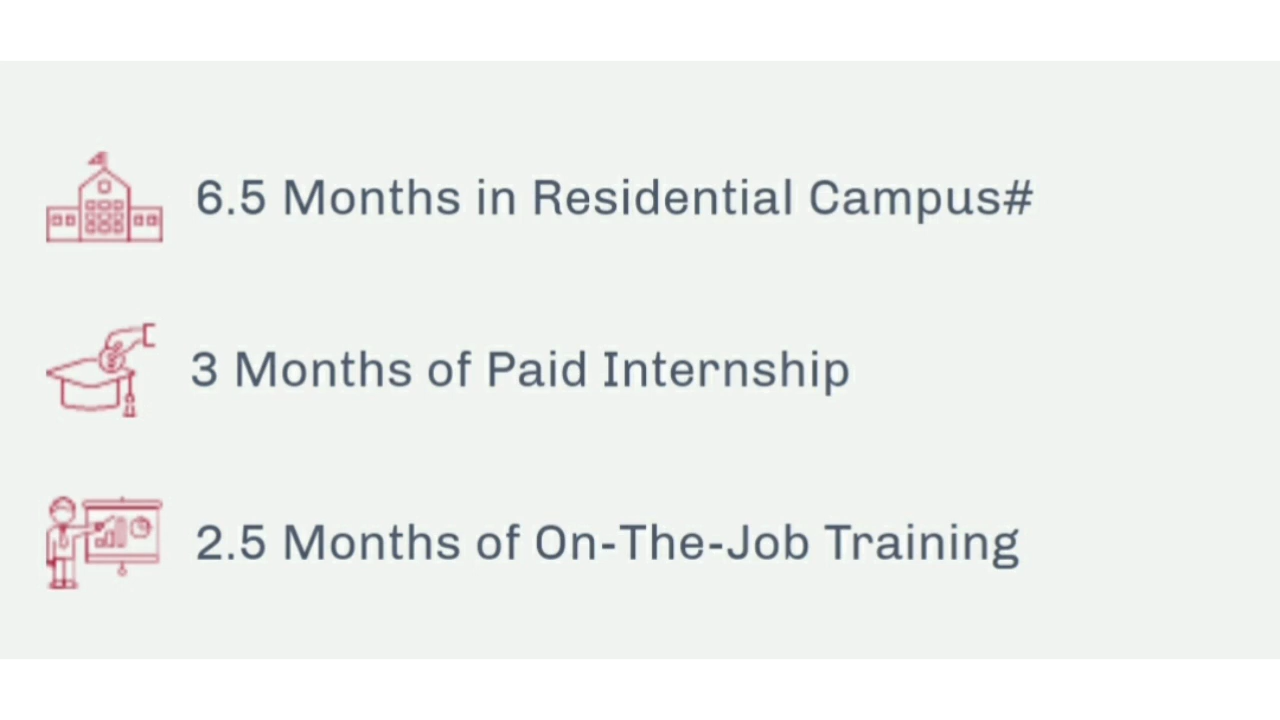 6.5 Months in Residential Campus#
3 Months of Paid Internship
2.5 Months of On-The-Job Training